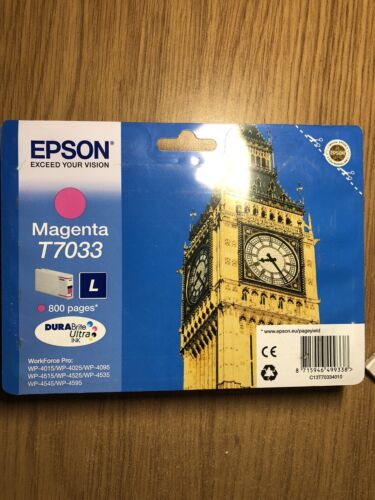 EPSON
EXCEED YOUR VISION
Magenta
T7033
L
800 pages*
DURABrite
Ultra
INK
WorkForce Pro:
WP-4015/WP-4025/WP-4095
WP-4515/WP-4525/WP-4535
WP-4545/WP-4595
* www.epson.eu/pageyield
CE
8 715946 499338 >
C13T70334010